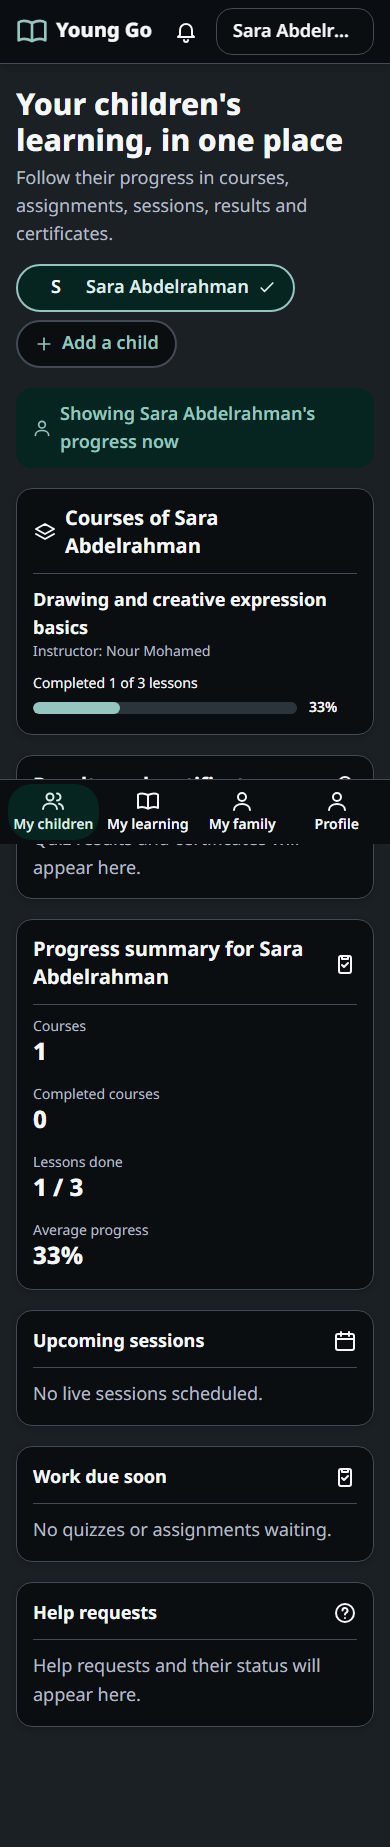 Young Go
Sara Abdelr...
Your children's
learning, in one place
Follow their progress in courses,
assignments, sessions, results and
certificates.
S Sara Abdelrahman
Add a child
Showing Sara Abdelrahman's
progress now
Courses of Sara
Abdelrahman
Drawing and creative expression
basics
Instructor: Nour Mohamed
Completed 1 of 3 lessons
33%
My children
My learning
My family
Profile
appear here.
Progress summary for Sara
Abdelrahman
Courses
1
Completed courses
0
Lessons done
1 / 3
Average progress
33%
Upcoming sessions
No live sessions scheduled.
Work due soon
No quizzes or assignments waiting.
Help requests
Help requests and their status will
appear here.